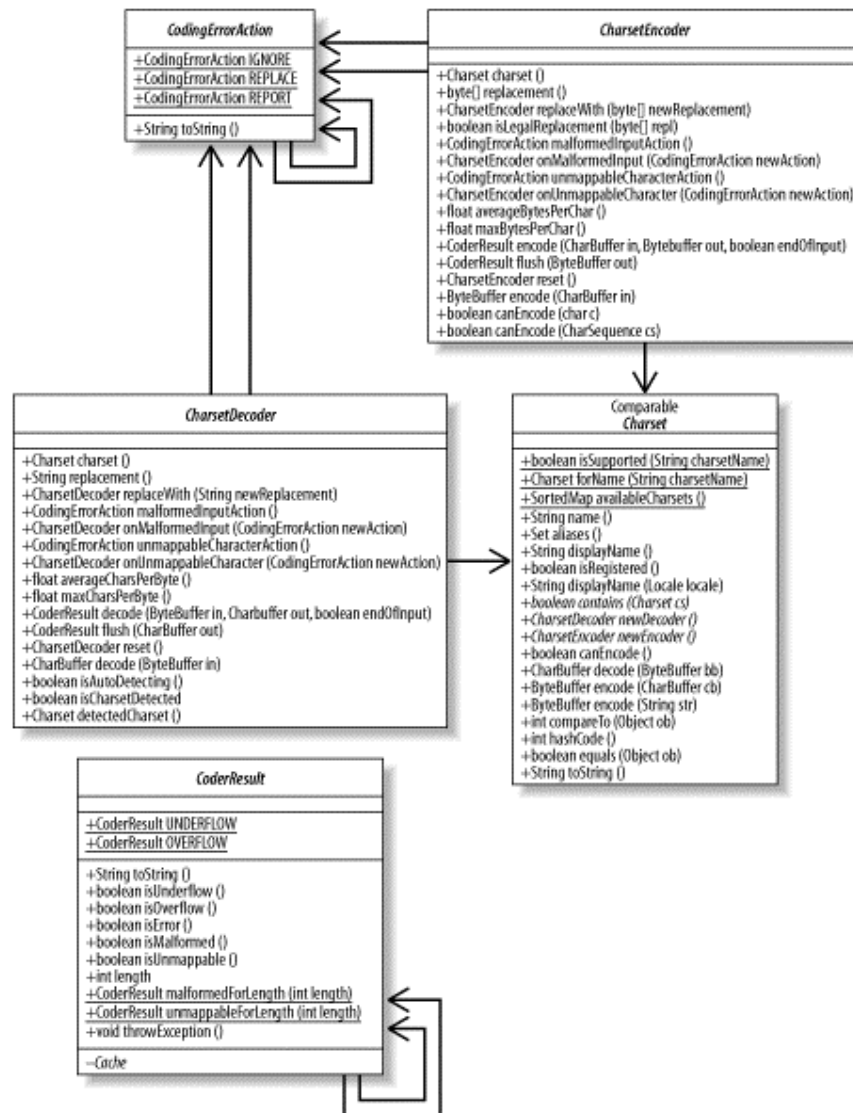 CodingErrorAction
+CodingErrorAction IGNORE
+CodingErrorAction REPLACE
+CodingErrorAction REPORT
+String toString ()
CharsetEncoder
+Charset charset ()
+byte[] replacement ()
+CharsetEncoder replaceWith (byte[] newReplacement)
+boolean isLegalReplacement (byte[] repl)
+CodingErrorAction malformedInputAction ()
+CharsetEncoder onMalformedInput (CodingErrorAction newAction)
+CodingErrorAction unmappableCharacterAction ()
+CharsetEncoder onUnmappableCharacter (CodingErrorAction newAction)
+float averageBytesPerChar ()
+float maxBytesPerChar ()
+CoderResult encode (CharBuffer in, Bytebuffer out, boolean endOfInput)
+CoderResult flush (ByteBuffer out)
+CharsetEncoder reset ()
+ByteBuffer encode (CharBuffer in)
+boolean canEncode (char c)
+boolean canEncode (CharSequence cs)
CharsetDecoder
+Charset charset ()
+String replacement ()
+CharsetDecoder replaceWith (String newReplacement)
+CodingErrorAction malformedInputAction ()
+CharsetDecoder onMalformedInput (CodingErrorAction newAction)
+CodingErrorAction unmappableCharacterAction ()
+CharsetDecoder onUnmappableCharacter (CodingErrorAction newAction)
+float averageCharsPerByte ()
+float maxCharsPerByte ()
+CoderResult decode (ByteBuffer in, Charbuffer out, boolean endOfInput)
+CoderResult flush (CharBuffer out)
+CharsetDecoder reset ()
+CharBuffer decode (ByteBuffer in)
+boolean isAutoDetecting ()
+boolean isCharsetDetected
+Charset detectedCharset ()
Comparable
Charset
+boolean isSupported (String charsetName)
+Charset forName (String charsetName)
+SortedMap availableCharsets ()
+String name ()
+Set aliases ()
+String displayName ()
+boolean isRegistered ()
+String displayName (Locale locale)
+boolean contains (Charset cs)
+CharsetDecoder newDecoder ()
+CharsetEncoder newEncoder ()
+boolean canEncode ()
+CharBuffer decode (ByteBuffer bb)
+ByteBuffer encode (CharBuffer cb)
+ByteBuffer encode (String str)
+int compareTo (Object ob)
+int hashCode ()
+boolean equals (Object ob)
+String toString ()
CoderResult
+CoderResult UNDERFLOW
+CoderResult OVERFLOW
+String toString ()
+boolean isUnderflow ()
+boolean isOverflow ()
+boolean isError ()
+boolean isMalformed ()
+boolean isUnmappable ()
+int length
+CoderResult malformedForLength (int length)
+CoderResult unmappableForLength (int length)
+void throwException ()
--Cache